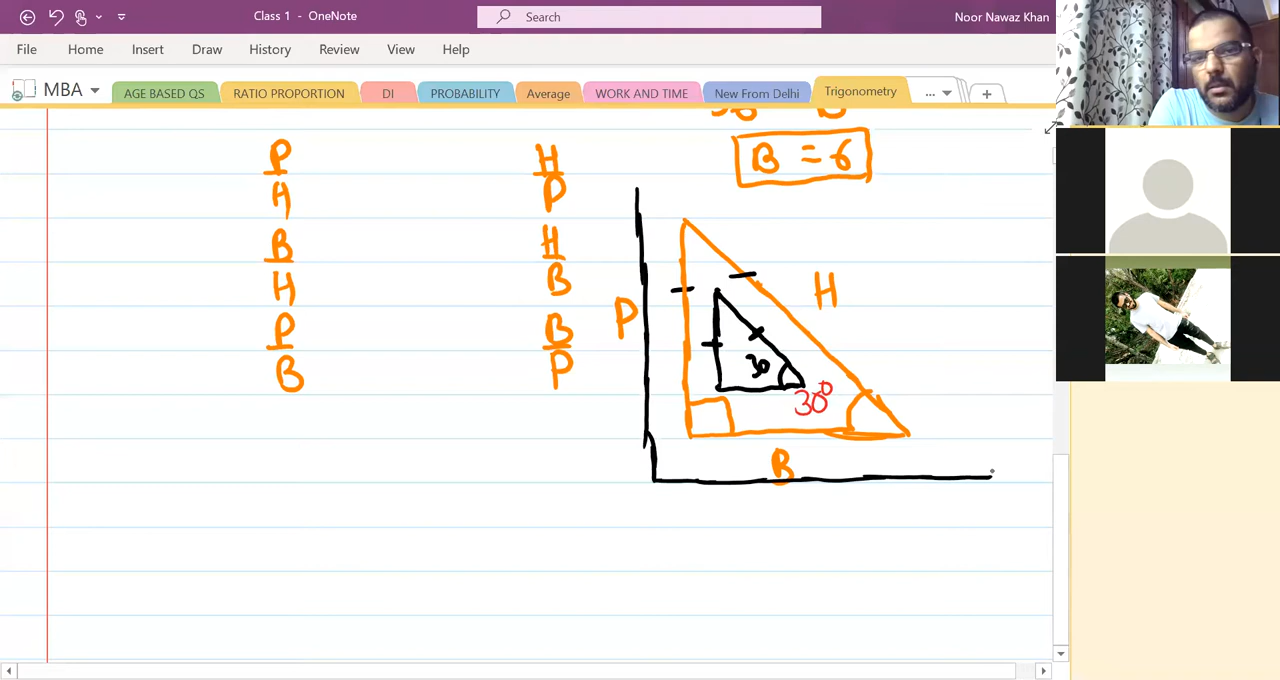 Class 1 - OneNote
Search
Noor Nawaz Khan
File Home Insert Draw History Review View Help
MBA
AGE BASED QS
RATIO PROPORTION
DI
PROBABILITY
Average
WORK AND TIME
New From Delhi
Trigonometry
...
B = 6
P
H
H
P
B
H
H
B
P
B
B
P
P
H
30
30°
B